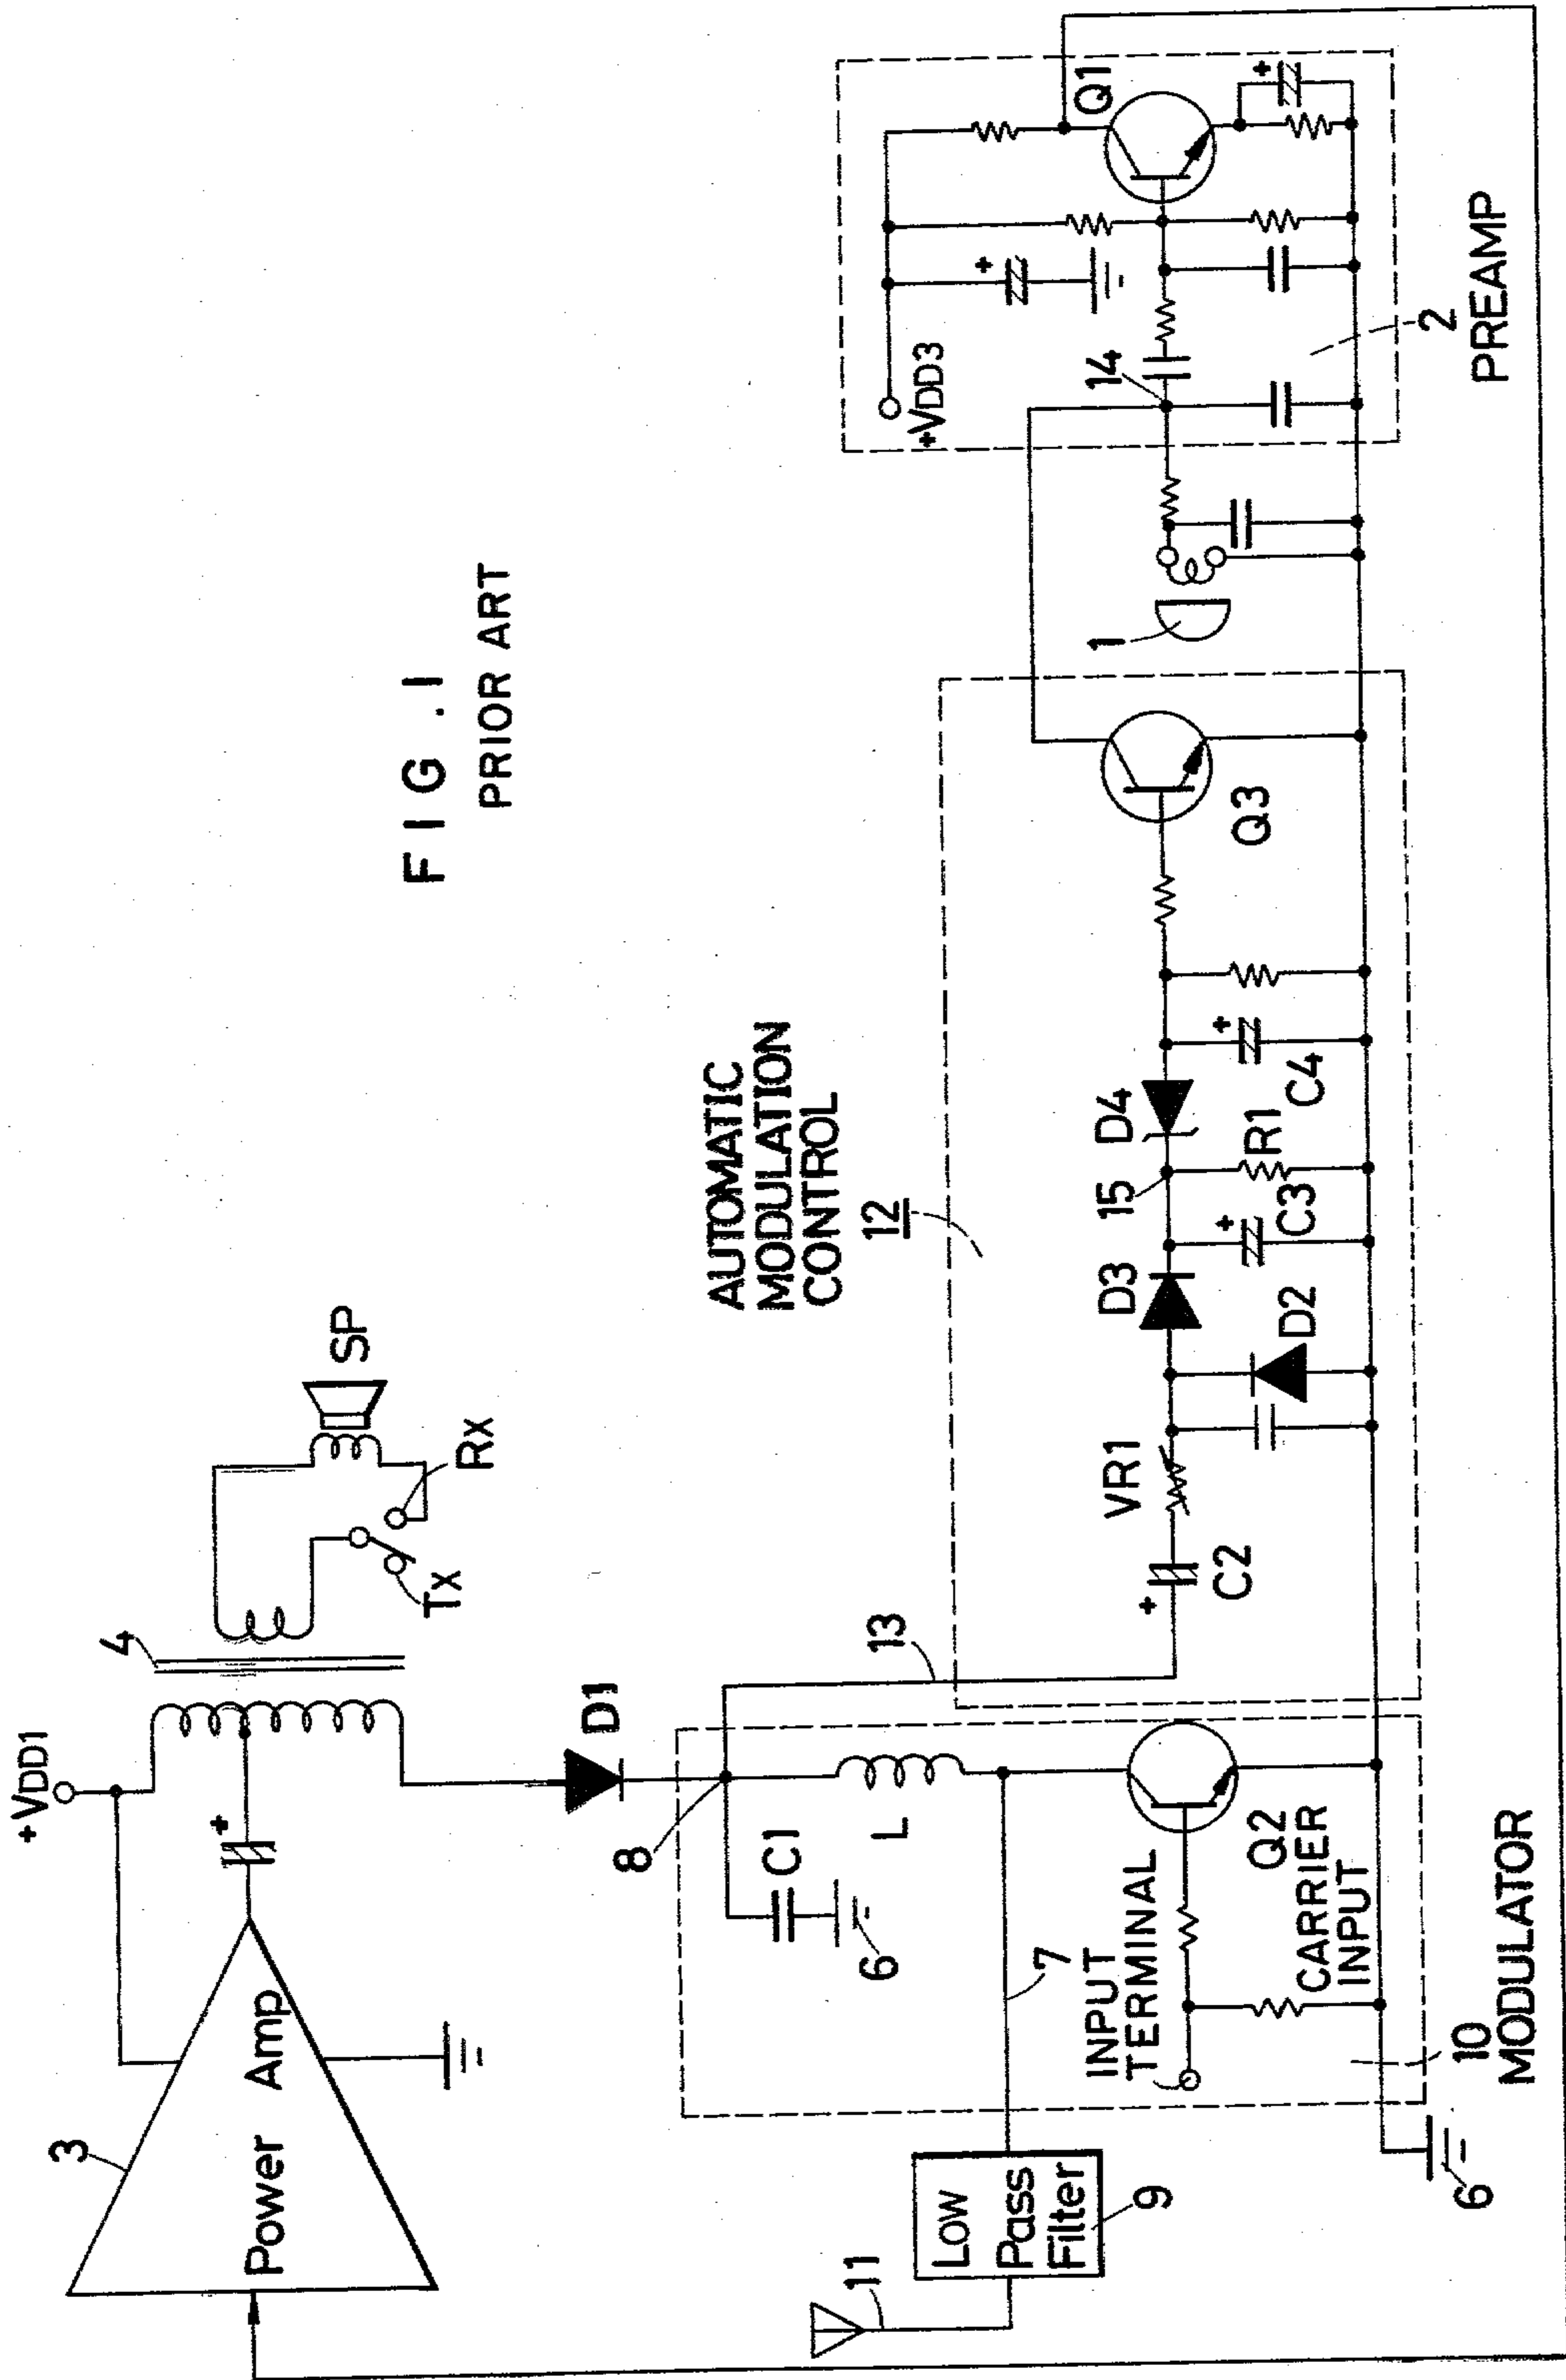 FIG.1
PRIOR ART
+VDD1
3
Power Amp
+
4
SP
Tx
Rx
D1
8
C1
6
L
7
INPUT
TERMINAL
Q2
CARRIER
INPUT
10
MODULATOR
6
LOW
Pass
Filter
9
11
13
AUTOMATIC
MODULATION
CONTROL
12
+
C2
VR1
D2
D3
+
C3
15
R1
D4
+
C4
Q3
1
14
+VDD3
+
Q1
+
2
PREAMP